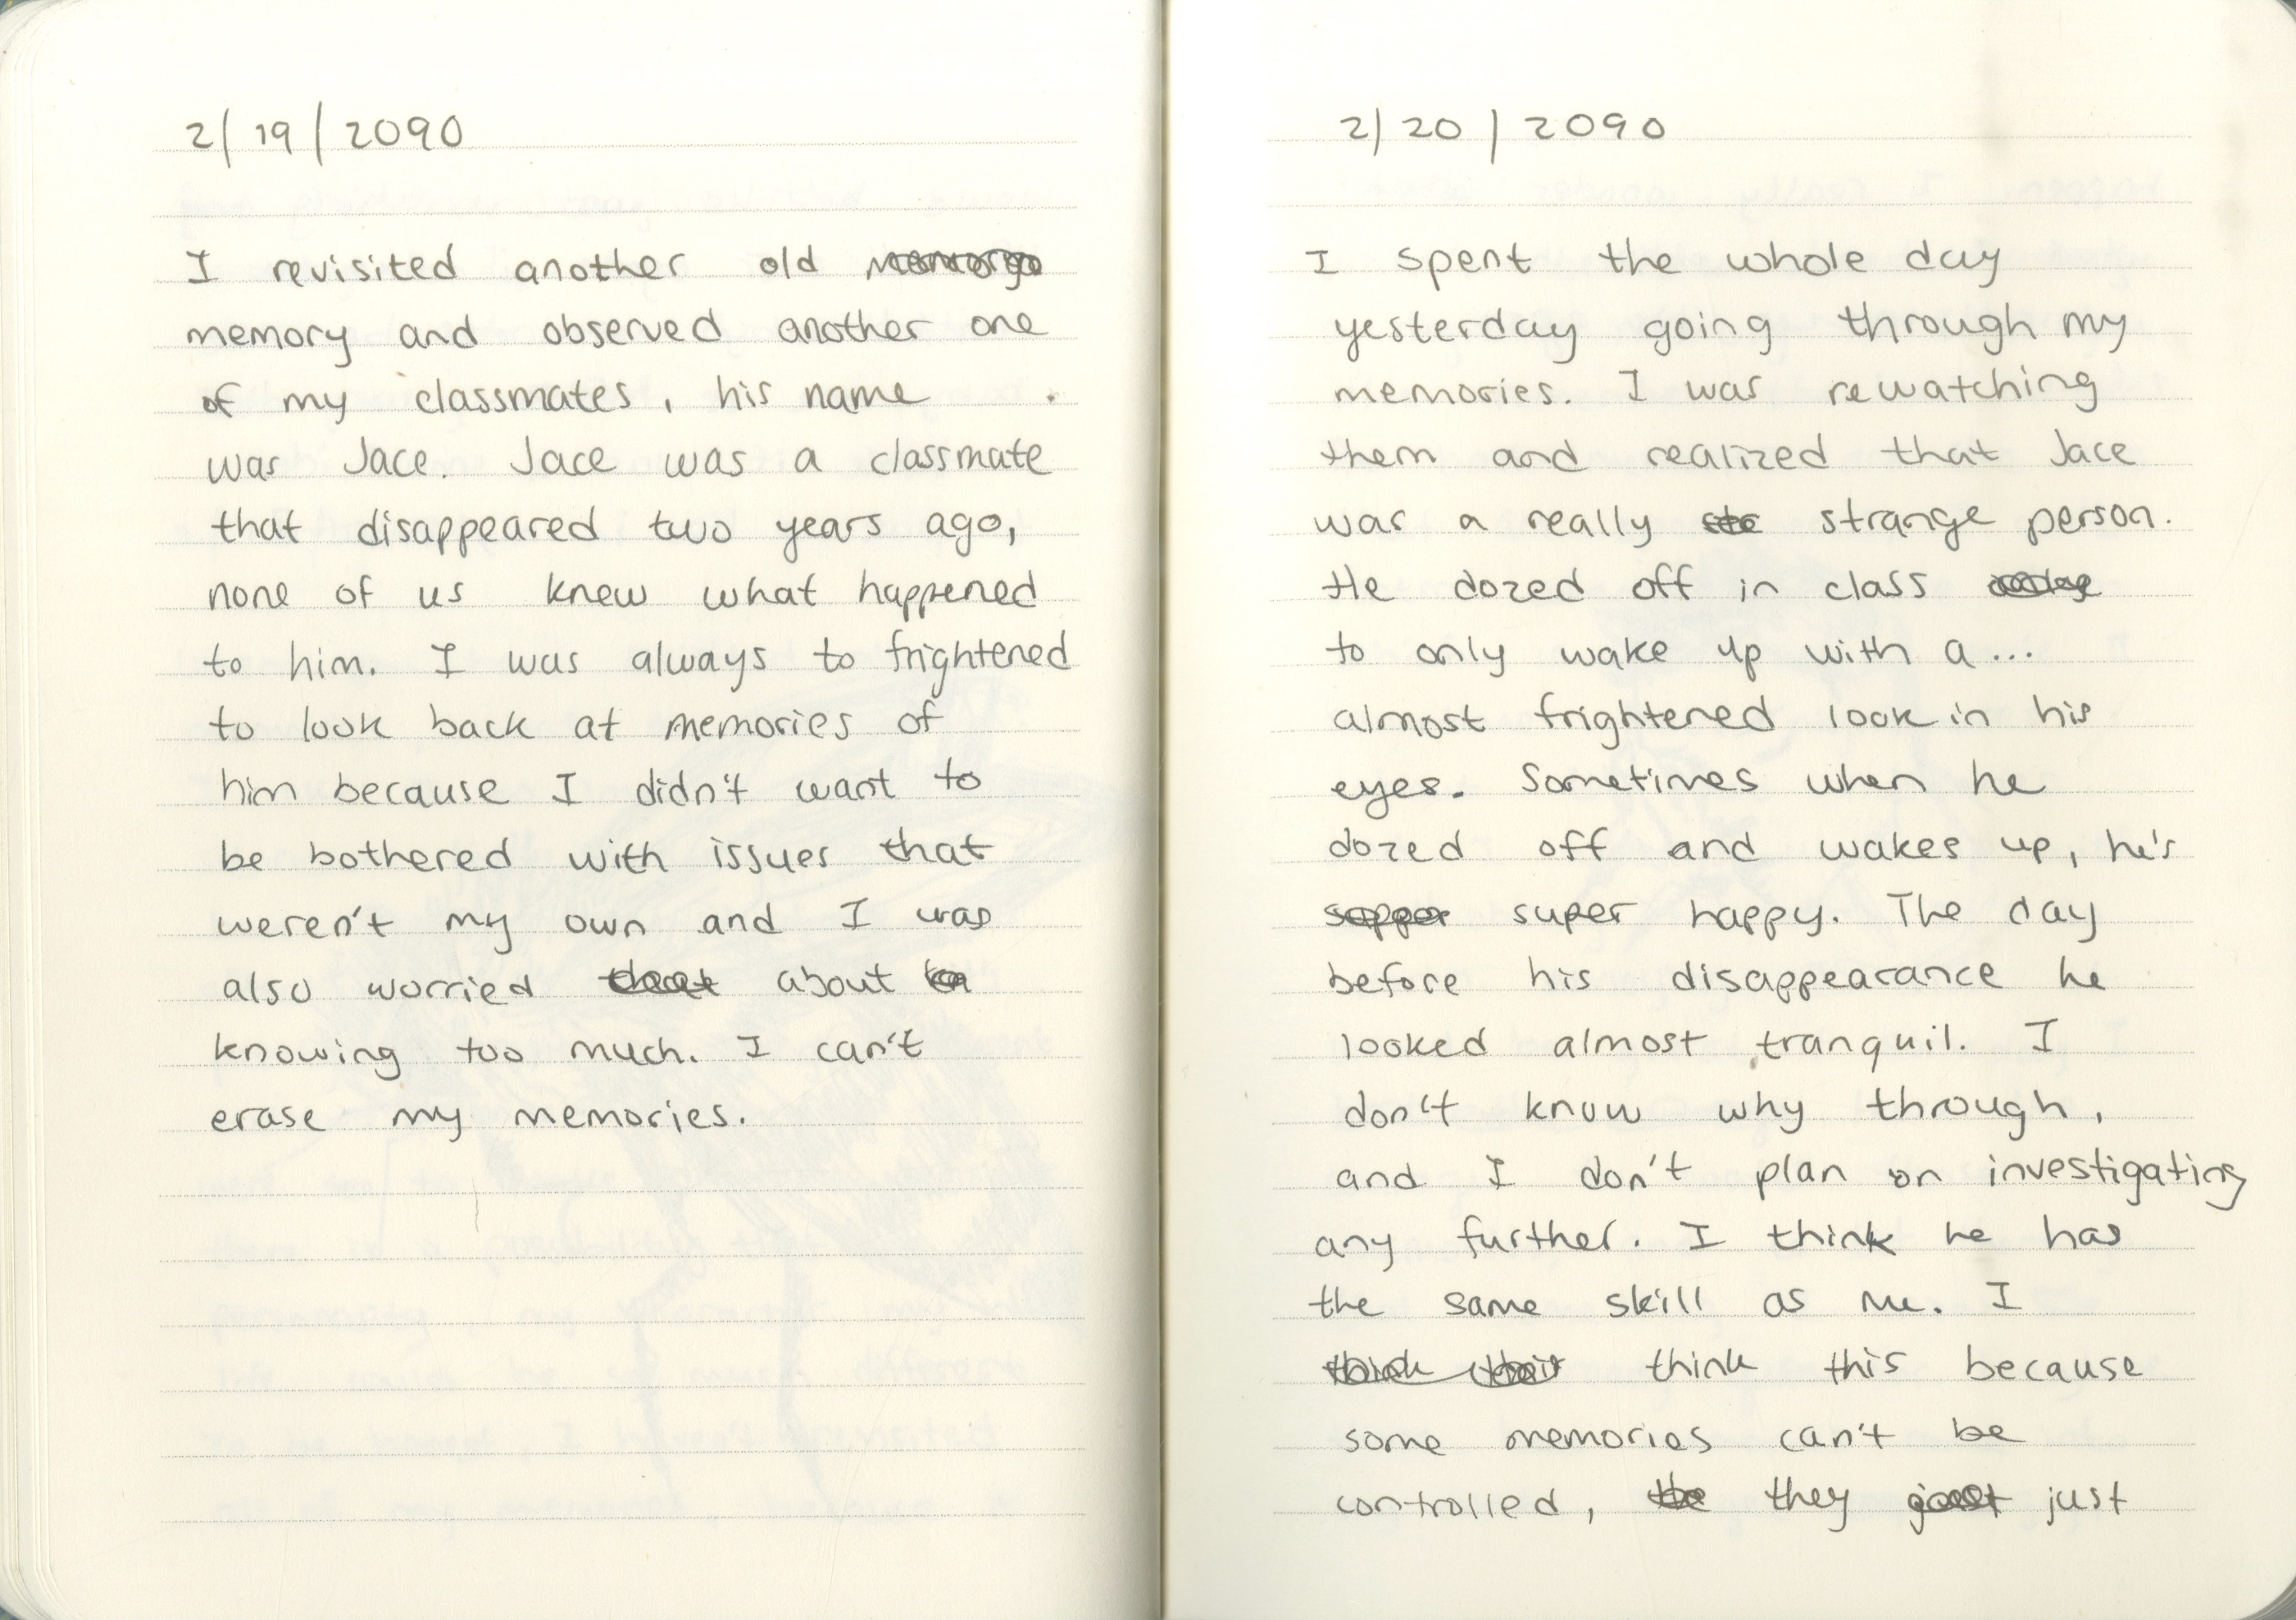 2/19/2090
I revisited another old
memory and observed another one
of my classmates, his name
was Jace. Jace was a classmate
that disappeared two years ago,
none of us knew what happened
to him. I was always to frightened
to look back at memories of
him because I didn't want to
be bothered with issues that
weren't my own and I was
also worried that about
knowing too much. I can't
erase my memories.
2/20/2090
I spent the whole day
yesterday going through my
memories. I was rewatching
them and realized that Jace
was a really ste strange person.
He dozed off in class
to only wake up with a...
almost frightened look in his
eyes. Sometimes when he
dozed off and wakes up, he's
super happy. The day
before his disappearance he
looked almost tranquil. I
don't know why through,
and I don't plan on investigating
any further. I think he has
the same skill as me. I
think this think this because
some memories can't be
controlled, the they just just